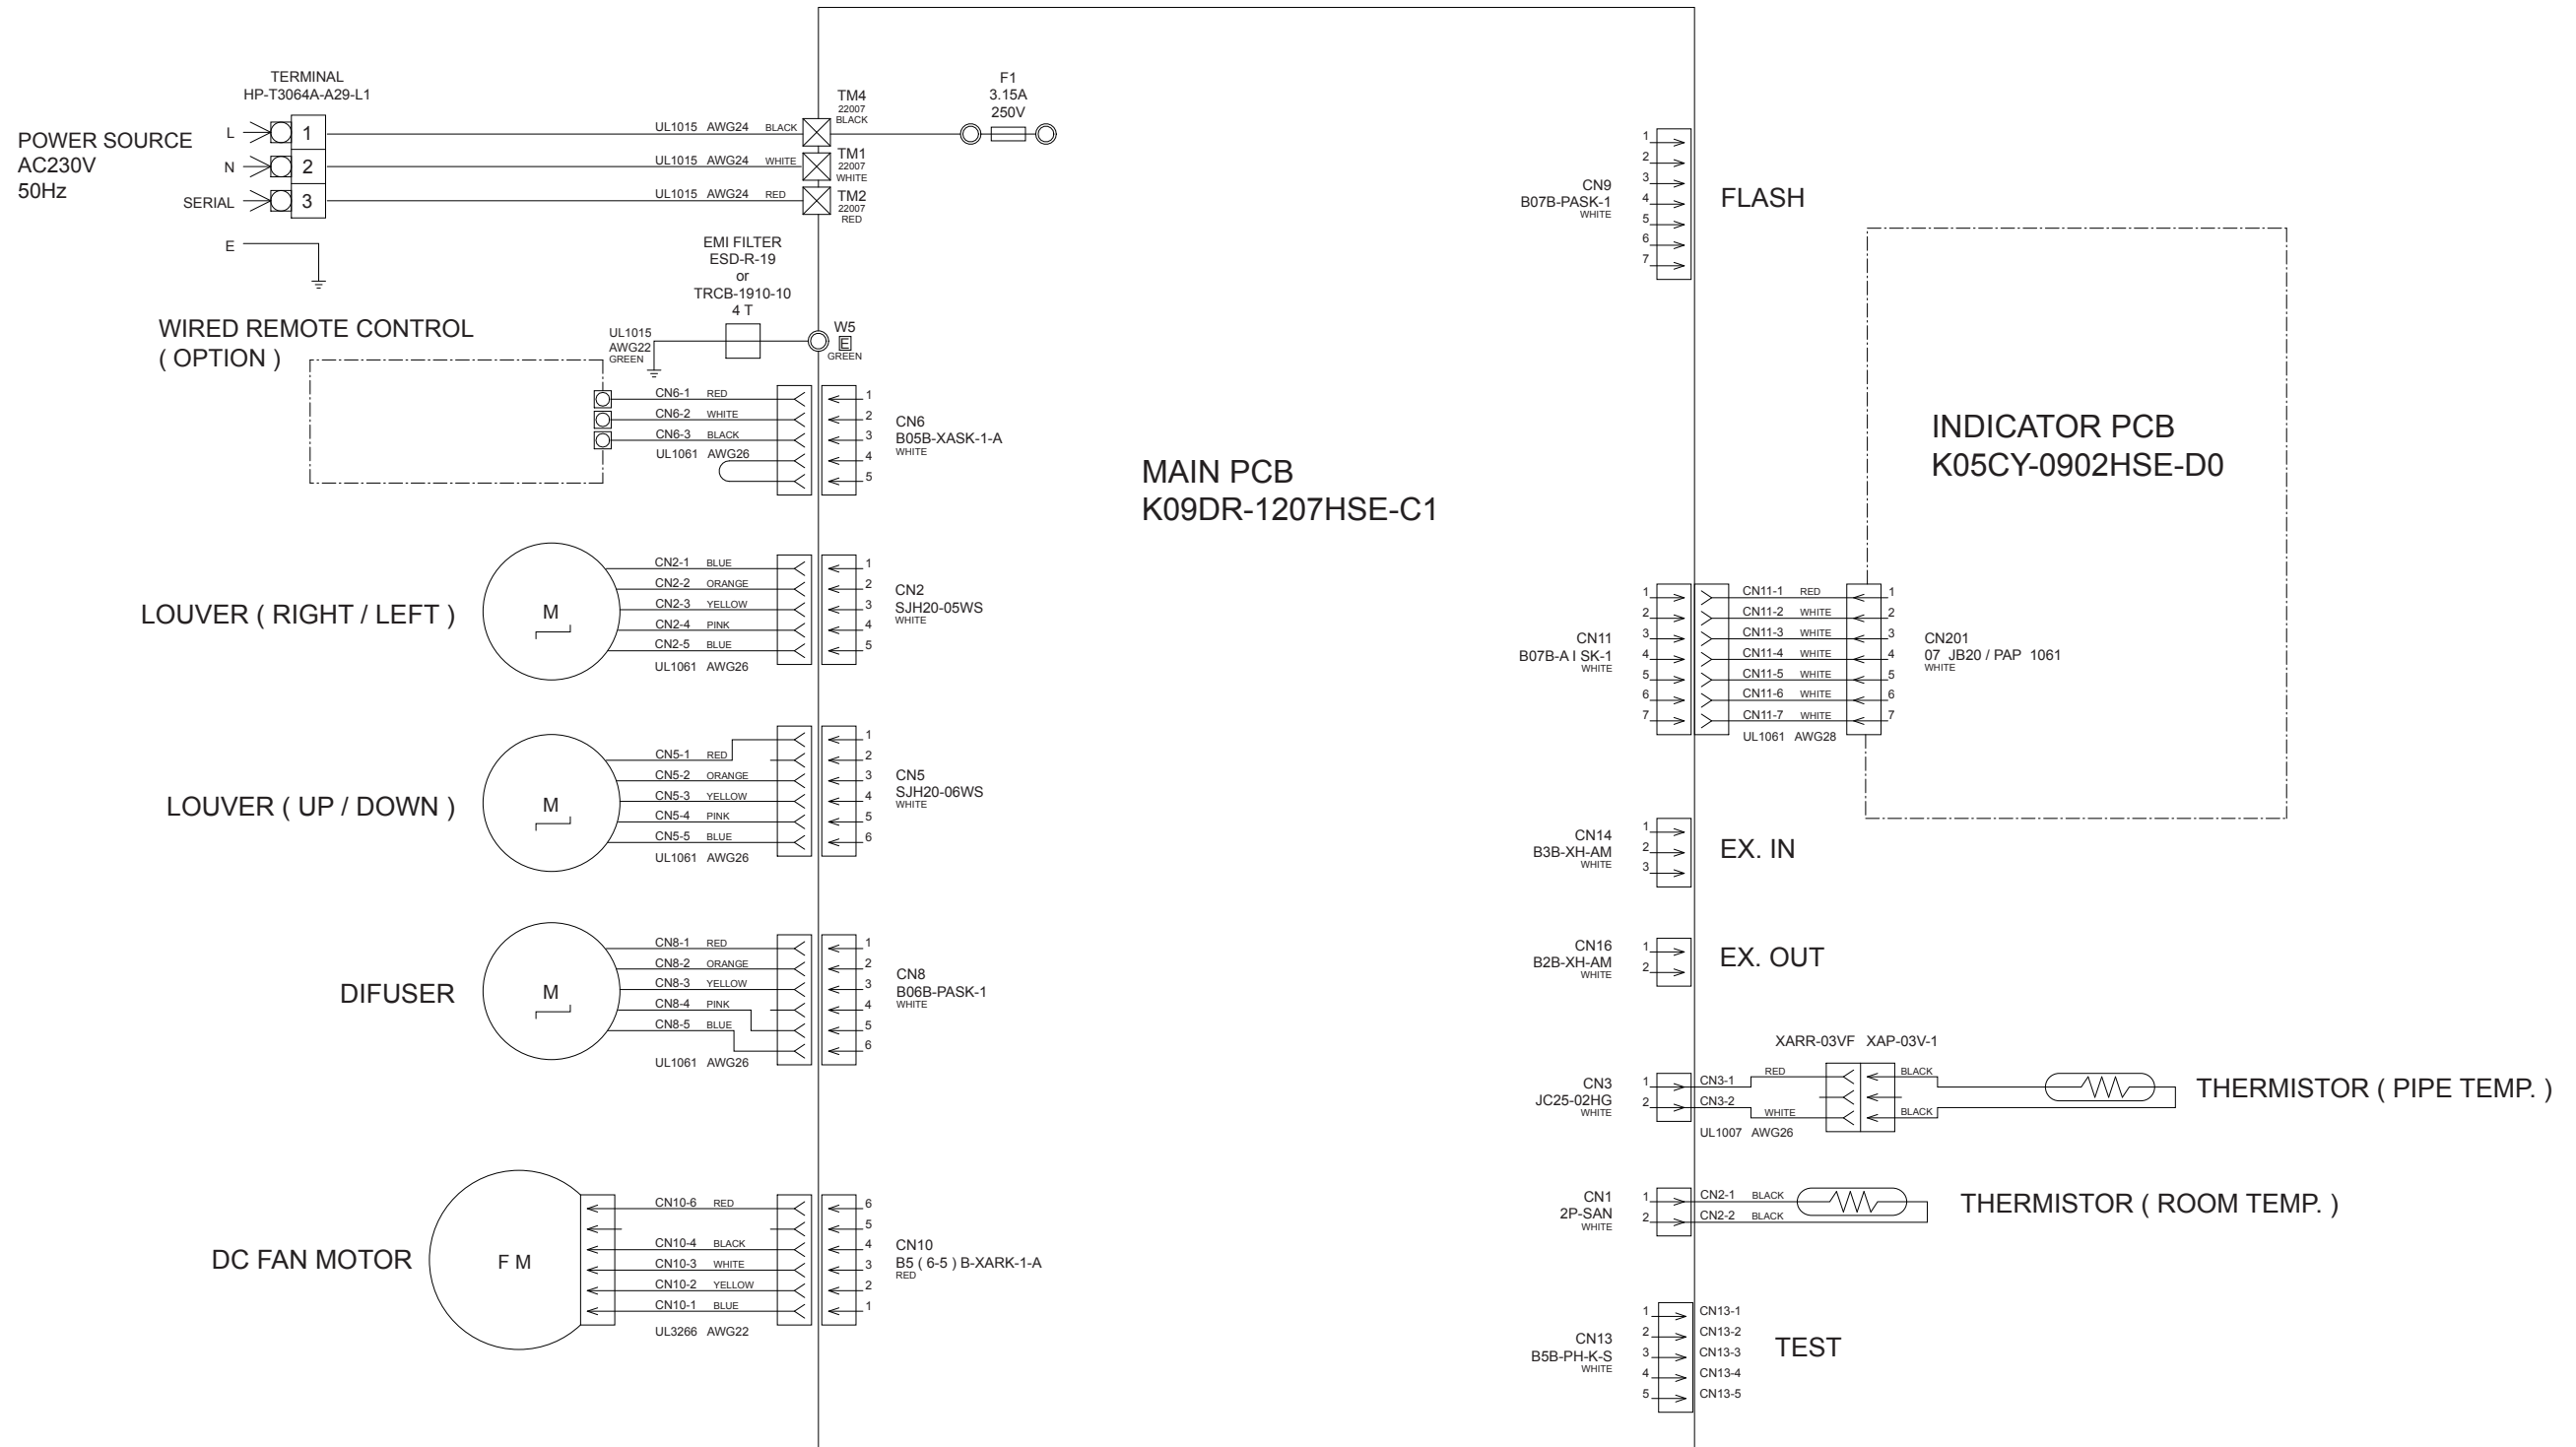 TERMINAL
HP-T3064A-A29-L1
POWER SOURCE
AC230V
50Hz
L
N
SERIAL
E
1
2
3
UL1015 AWG24 BLACK
UL1015 AWG24 WHITE
UL1015 AWG24 RED
TM4
22007
BLACK
TM1
22007
WHITE
TM2
22007
RED
F1
3.15A
250V
EMI FILTER
ESD-R-19
or
TRCB-1910-10
4 T
UL1015
AWG22
GREEN
W5
E
GREEN
WIRED REMOTE CONTROL
( OPTION )
CN6-1 RED
CN6-2 WHITE
CN6-3 BLACK
UL1061 AWG26
1
2
3
4
5
CN6
B05B-XASK-1-A
WHITE
MAIN PCB
K09DR-1207HSE-C1
LOUVER ( RIGHT / LEFT )
M
CN2-1 BLUE
CN2-2 ORANGE
CN2-3 YELLOW
CN2-4 PINK
CN2-5 BLUE
UL1061 AWG26
1
2
3
4
5
CN2
SJH20-05WS
WHITE
LOUVER ( UP / DOWN )
M
CN5-1 RED
CN5-2 ORANGE
CN5-3 YELLOW
CN5-4 PINK
CN5-5 BLUE
UL1061 AWG26
1
2
3
4
5
6
CN5
SJH20-06WS
WHITE
DIFUSER
M
CN8-1 RED
CN8-2 ORANGE
CN8-3 YELLOW
CN8-4 PINK
CN8-5 BLUE
UL1061 AWG26
1
2
3
4
5
6
CN8
B06B-PASK-1
WHITE
DC FAN MOTOR
F M
CN10-6 RED
CN10-4 BLACK
CN10-3 WHITE
CN10-2 YELLOW
CN10-1 BLUE
UL3266 AWG22
6
5
4
3
2
1
CN10
B5 ( 6-5 ) B-XARK-1-A
RED
CN9
B07B-PASK-1
WHITE
1
2
3
4
5
6
7
FLASH
INDICATOR PCB
K05CY-0902HSE-D0
CN11
B07B-A I SK-1
WHITE
1
2
3
4
5
6
7
CN11-1 RED
CN11-2 WHITE
CN11-3 WHITE
CN11-4 WHITE
CN11-5 WHITE
CN11-6 WHITE
CN11-7 WHITE
UL1061 AWG28
1
2
3
4
5
6
7
CN201
07 JB20 / PAP 1061
WHITE
CN14
B3B-XH-AM
WHITE
1
2
3
EX. IN
CN16
B2B-XH-AM
WHITE
1
2
EX. OUT
XARR-03VF XAP-03V-1
CN3
JC25-02HG
WHITE
1
2
CN3-1
CN3-2
RED
WHITE
UL1007 AWG26
BLACK
BLACK
THERMISTOR ( PIPE TEMP. )
CN1
2P-SAN
WHITE
1
2
CN2-1 BLACK
CN2-2 BLACK
THERMISTOR ( ROOM TEMP. )
CN13
B5B-PH-K-S
WHITE
1
2
3
4
5
CN13-1
CN13-2
CN13-3
CN13-4
CN13-5
TEST